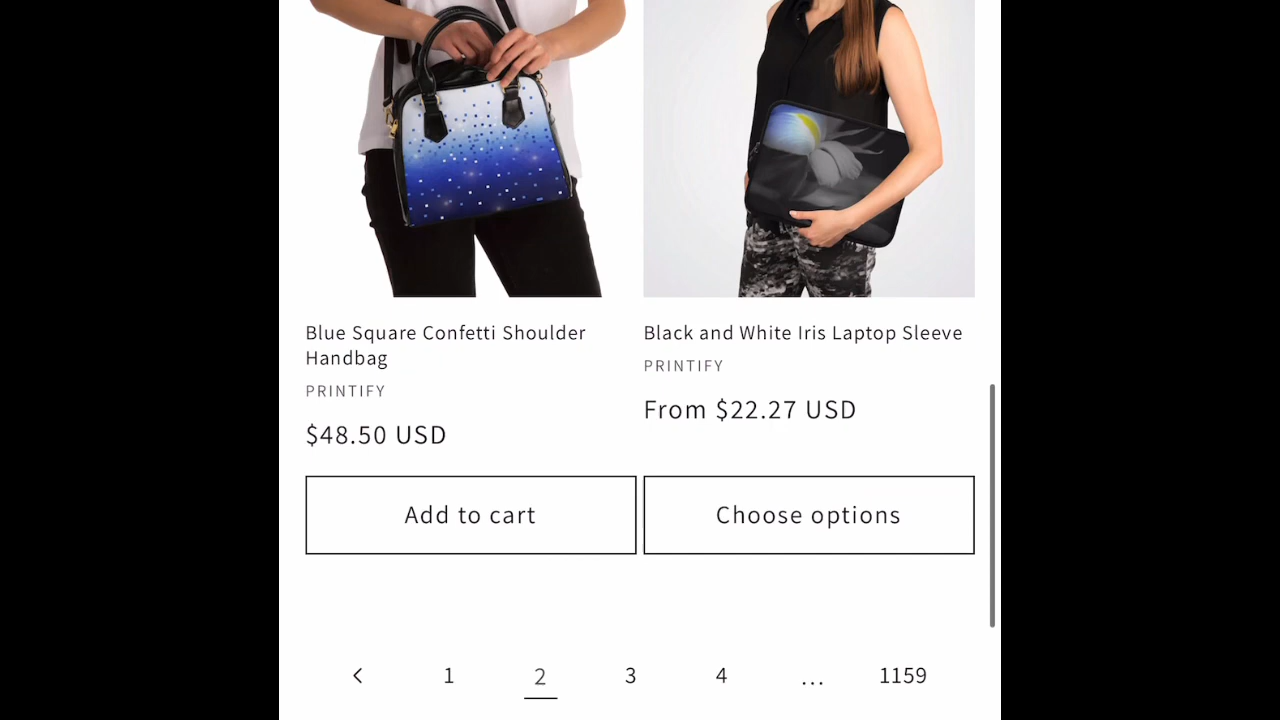 Blue Square Confetti Shoulder
Handbag
PRINTIFY
$48.50 USD
Add to cart
Black and White Iris Laptop Sleeve
PRINTIFY
From $22.27 USD
Choose options
1 2 3 4 ... 1159